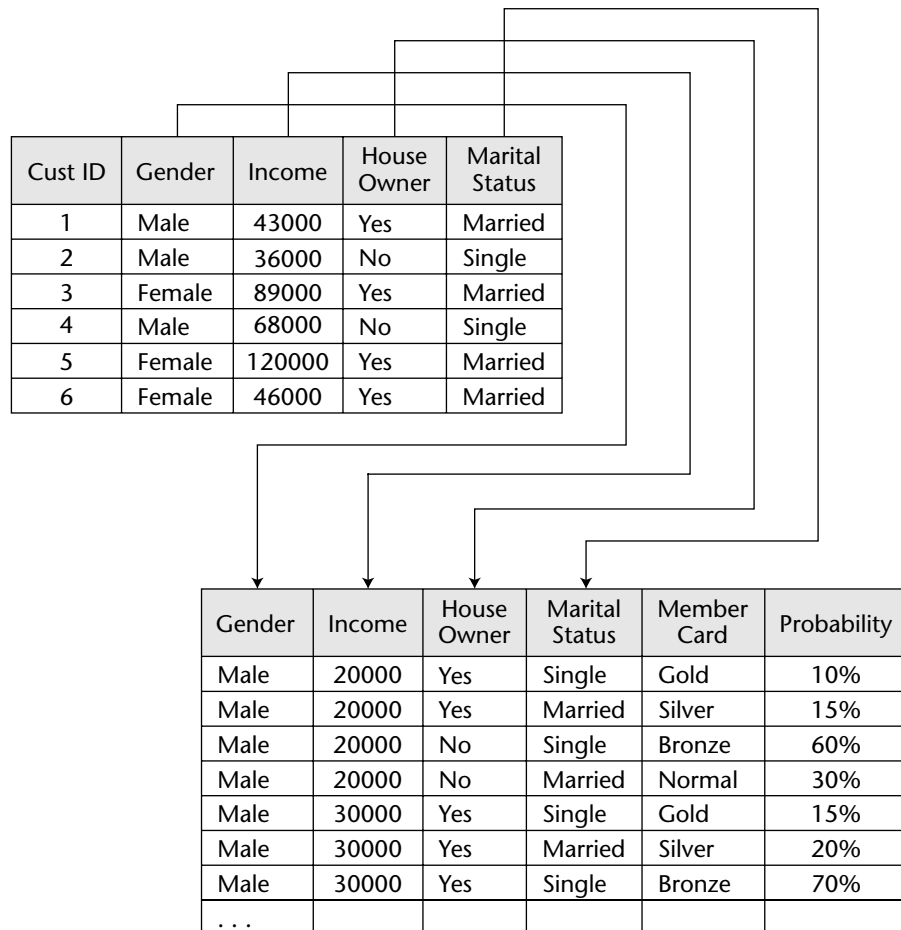 Cust ID Gender Income House Owner Marital Status
1 Male 43000 Yes Married
2 Male 36000 No Single
3 Female 89000 Yes Married
4 Male 68000 No Single
5 Female 120000 Yes Married
6 Female 46000 Yes Married
Gender Income House Owner Marital Status Member Card Probability
Male 20000 Yes Single Gold 10%
Male 20000 Yes Married Silver 15%
Male 20000 No Single Bronze 60%
Male 20000 No Married Normal 30%
Male 30000 Yes Single Gold 15%
Male 30000 Yes Married Silver 20%
Male 30000 Yes Single Bronze 70%
. . .